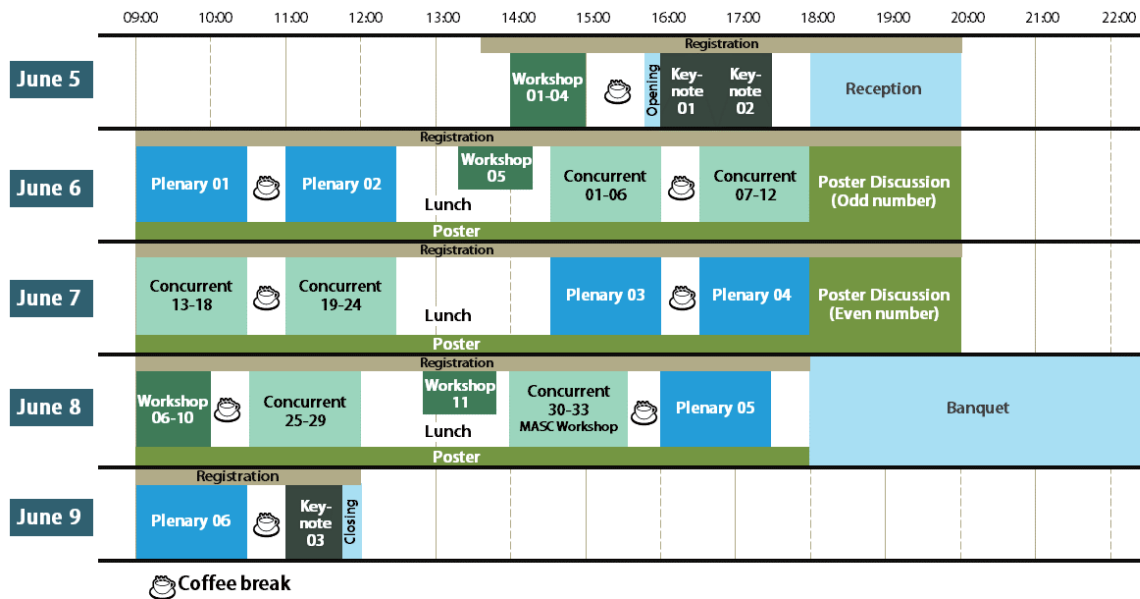 09:00 10:00 11:00 12:00 13:00 14:00 15:00 16:00 17:00 18:00 19:00 20:00 21:00 22:00
June 5
Registration
Workshop
01-04
Opening
Key-
note
01
Key-
note
02
Reception
June 6
Registration
Plenary 01
Plenary 02
Lunch
Workshop
05
Concurrent
01-06
Concurrent
07-12
Poster Discussion
(Odd number)
Poster
June 7
Registration
Concurrent
13-18
Concurrent
19-24
Lunch
Plenary 03
Plenary 04
Poster Discussion
(Even number)
Poster
June 8
Registration
Workshop
06-10
Concurrent
25-29
Workshop
11
Lunch
Concurrent
30-33
MASC Workshop
Plenary 05
Banquet
Poster
June 9
Registration
Plenary 06
Key-
note
03
Closing
Coffee break